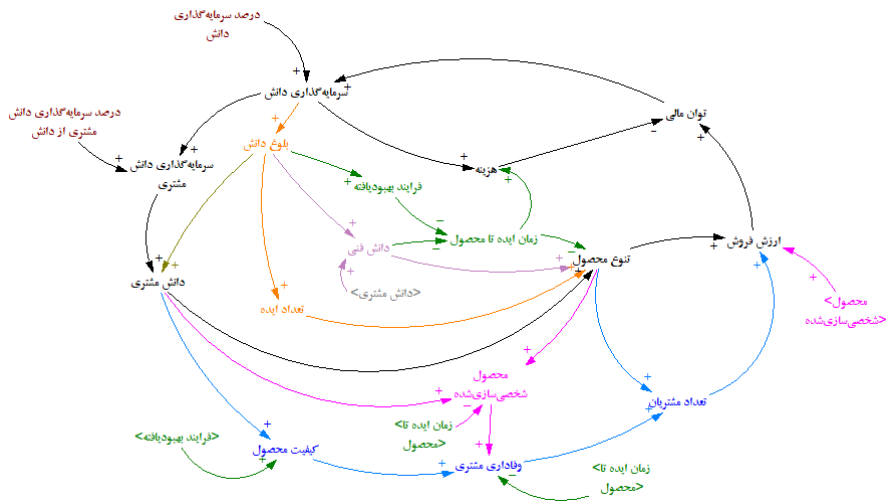 درصد سرمایه‌گذاری
دانش
سرمایه‌گذاری دانش
توان مالی
درصد سرمایه‌گذاری دانش
مشتری از دانش
بلوغ دانش
سرمایه‌گذاری دانش
مشتری
هزینه
فرایند بهبودیافته
زمان ایده تا محصول
دانش فنی
تنوع محصول
ارزش فروش
دانش مشتری
<دانش مشتری>
تعداد ایده
<محصول
شخصی‌سازی‌شده>
محصول
شخصی‌سازی‌شده
تعداد مشتریان
<زمان ایده تا
محصول>
<فرایند بهبودیافته>
کیفیت محصول
وفاداری مشتری
<زمان ایده تا
محصول>